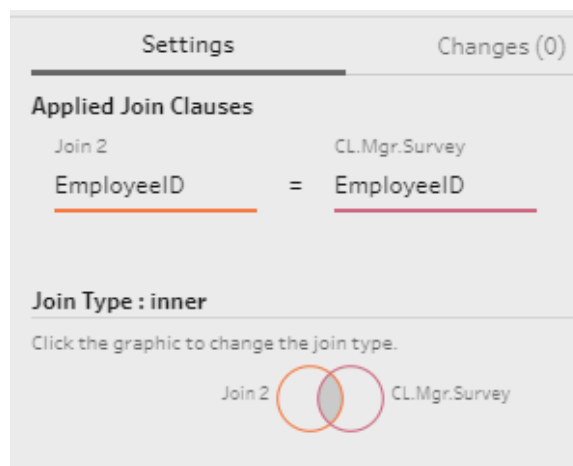 Settings Changes (0)
Applied Join Clauses
Join 2 CL.Mgr.Survey
EmployeeID = EmployeeID
Join Type : inner
Click the graphic to change the join type.
Join 2 CL.Mgr.Survey